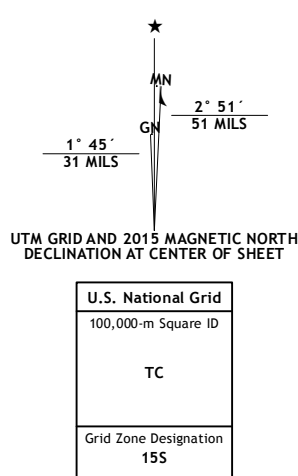 ★
MN
GN
2° 51´
51 MILS
1° 45´
31 MILS
UTM GRID AND 2015 MAGNETIC NORTH
DECLINATION AT CENTER OF SHEET
U.S. National Grid
100,000-m Square ID
TC
Grid Zone Designation
15S